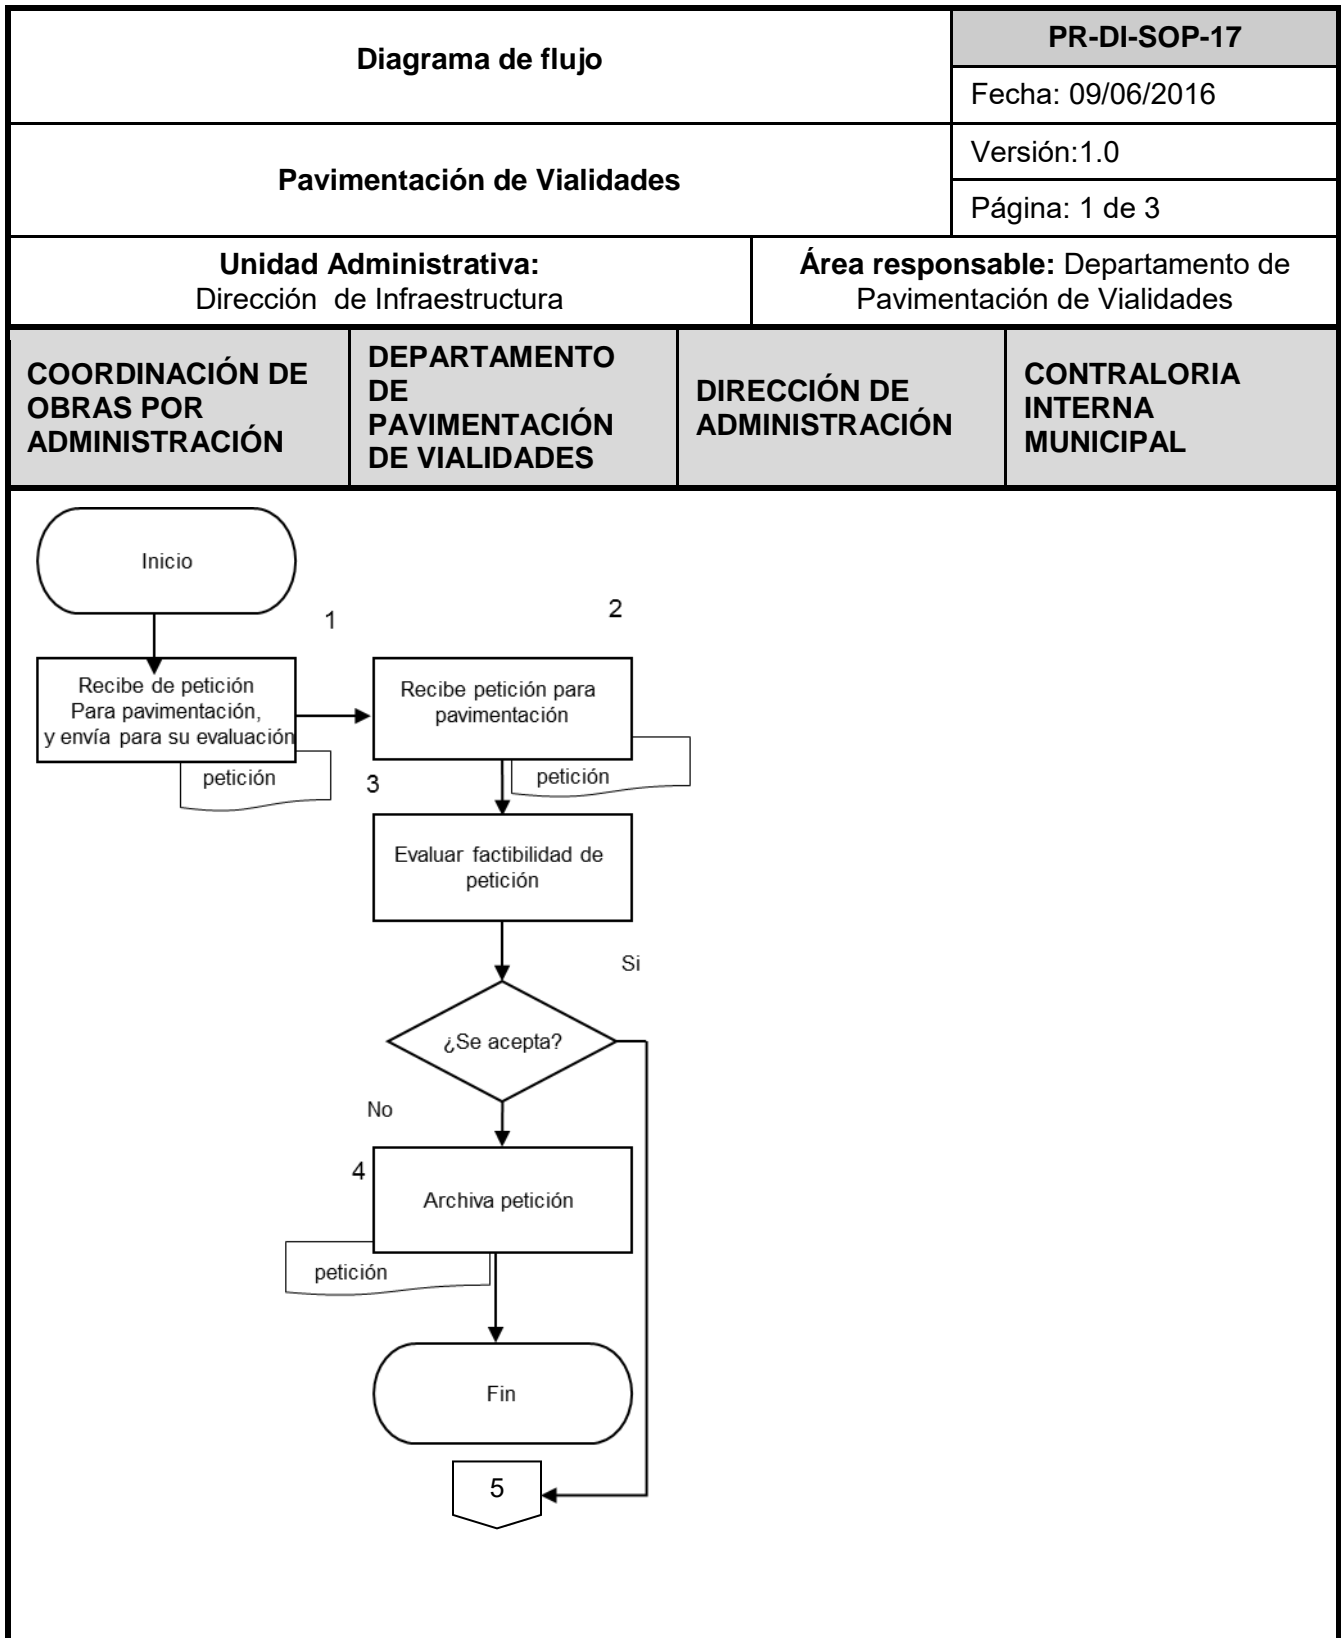 Diagrama de flujo
PR-DI-SOP-17
Fecha: 09/06/2016
Pavimentación de Vialidades
Versión:1.0
Página: 1 de 3
Unidad Administrativa:
Dirección de Infraestructura
Área responsable: Departamento de
Pavimentación de Vialidades
COORDINACIÓN DE
OBRAS POR
ADMINISTRACIÓN
DEPARTAMENTO
DE
PAVIMENTACIÓN
DE VIALIDADES
DIRECCIÓN DE
ADMINISTRACIÓN
CONTRALORIA
INTERNA
MUNICIPAL
Inicio
1
Recibe de petición
Para pavimentación,
y envía para su evaluación
petición
2
Recibe petición para
pavimentación
petición
3
Evaluar factibilidad de
petición
Si
¿Se acepta?
No
4
Archiva petición
petición
Fin
5